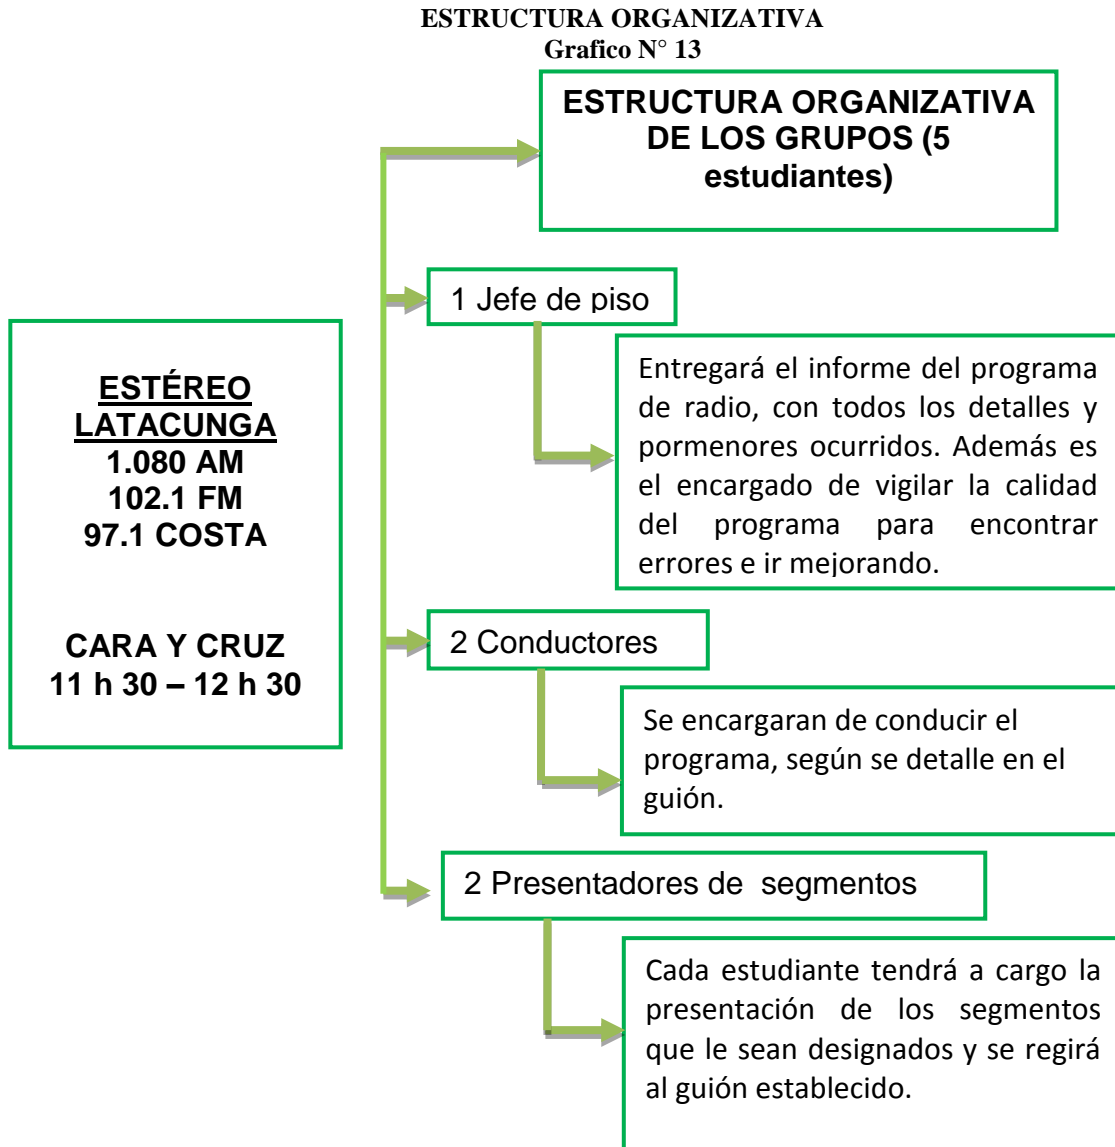 ESTRUCTURA ORGANIZATIVA
Grafico N° 13
ESTRUCTURA ORGANIZATIVA
DE LOS GRUPOS (5
estudiantes)
1 Jefe de piso
Entregará el informe del programa
de radio, con todos los detalles y
pormenores ocurridos. Además es
el encargado de vigilar la calidad
del programa para encontrar
errores e ir mejorando.
ESTÉREO
LATACUNGA
1.080 AM
102.1 FM
97.1 COSTA
CARA Y CRUZ
11 h 30 – 12 h 30
2 Conductores
Se encargaran de conducir el
programa, según se detalle en el
guión.
2 Presentadores de segmentos
Cada estudiante tendrá a cargo la
presentación de los segmentos
que le sean designados y se regirá
al guión establecido.